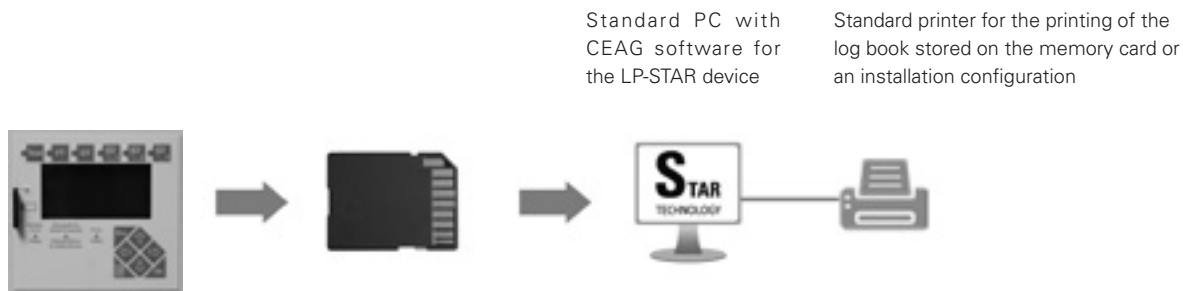 Standard PC with
CEAG software for
the LP-STAR device
Standard printer for the printing of the
log book stored on the memory card or
an installation configuration
STAR
TECHNOLOGY